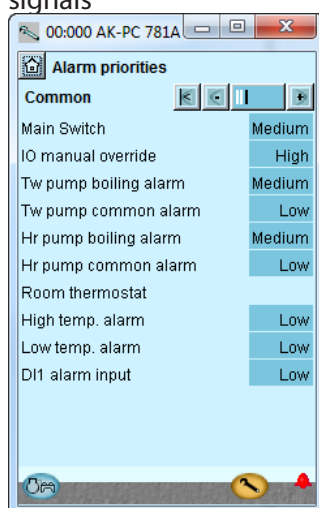 signals
00:000 AK-PC 781A
Alarm priorities
Common
Main Switch Medium
IO manual override High
Tw pump boiling alarm Medium
Tw pump common alarm Low
Hr pump boiling alarm Medium
Hr pump common alarm Low
Room thermostat
High temp. alarm Low
Low temp. alarm Low
DI1 alarm input Low